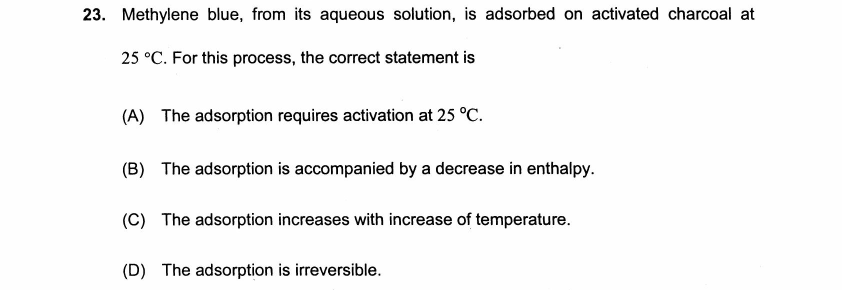 23. Methylene blue, from its aqueous solution, is adsorbed on activated charcoal at
25 °C. For this process, the correct statement is
(A) The adsorption requires activation at 25 °C.
(B) The adsorption is accompanied by a decrease in enthalpy.
(C) The adsorption increases with increase of temperature.
(D) The adsorption is irreversible.